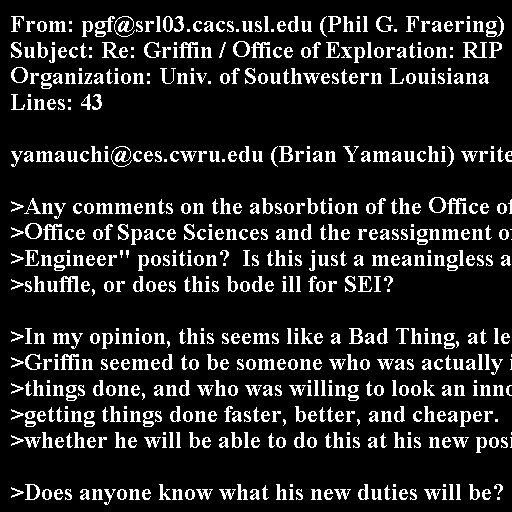 From: pgf@srl03.cacs.usl.edu (Phil G. Fraering)
Subject: Re: Griffin / Office of Exploration: RIP
Organization: Univ. of Southwestern Louisiana
Lines: 43
yamauchi@ces.cwru.edu (Brian Yamauchi) write
>Any comments on the absorbtion of the Office of
>Office of Space Sciences and the reassignment o
>Engineer" position?  Is this just a meaningless a
>shuffle, or does this bode ill for SEI?
>In my opinion, this seems like a Bad Thing, at le
>Griffin seemed to be someone who was actually i
>things done, and who was willing to look an inno
>getting things done faster, better, and cheaper.
>whether he will be able to do this at his new posi
>Does anyone know what his new duties will be?